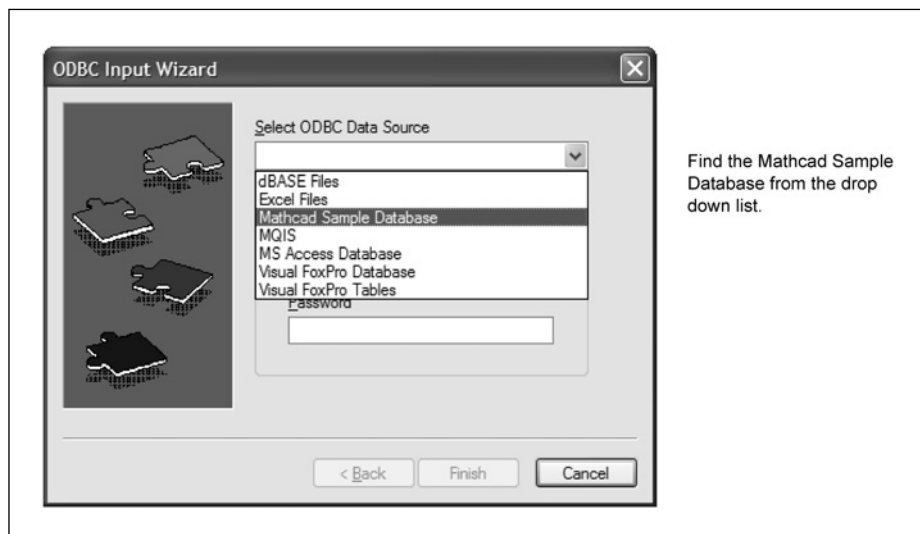 ODBC Input Wizard
Select ODBC Data Source
dBASE Files
Excel Files
Mathcad Sample Database
MQIS
MS Access Database
Visual FoxPro Database
Visual FoxPro Tables
Password
< Back
Finish
Cancel
Find the Mathcad Sample
Database from the drop
down list.